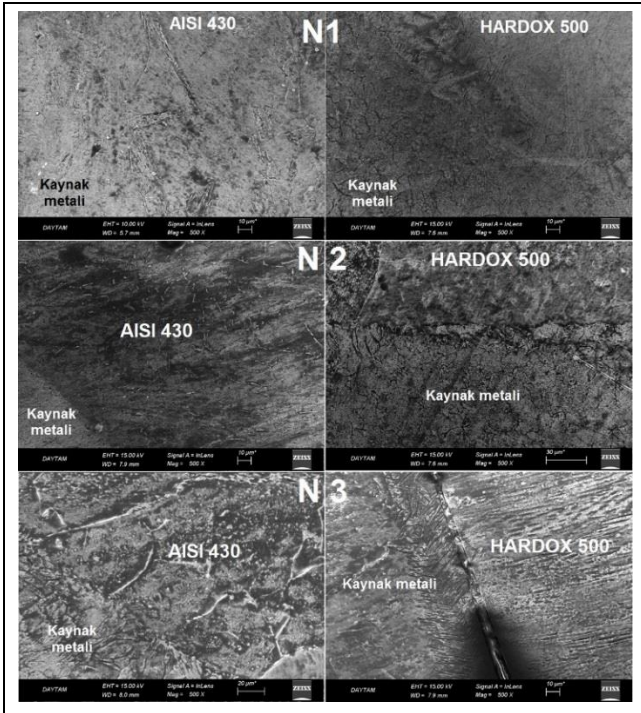 AISI 430
N1
HARDOX 500
Kaynak
metali
Kaynak metali
DAYTAM
EHT = 10.00 kV
WD = 5.7 mm
Signal A = InLens
Mag = 500 X
10 µm*
ZEISS
DAYTAM
EHT = 15.00 kV
WD = 7.6 mm
Signal A = InLens
Mag = 500 X
10 µm*
ZEISS
N 2
HARDOX 500
AISI 430
Kaynak
metali
Kaynak metali
DAYTAM
EHT = 15.00 kV
WD = 7.9 mm
Signal A = InLens
Mag = 500 X
10 µm*
ZEISS
DAYTAM
EHT = 15.00 kV
WD = 7.6 mm
Signal A = InLens
Mag = 500 X
30 µm*
ZEISS
N 3
AISI 430
HARDOX 500
Kaynak
metali
Kaynak metali
DAYTAM
EHT = 15.00 kV
WD = 8.0 mm
Signal A = InLens
Mag = 500 X
20 µm*
ZEISS
DAYTAM
EHT = 15.00 kV
WD = 7.9 mm
Signal A = InLens
Mag = 500 X
10 µm*
ZEISS